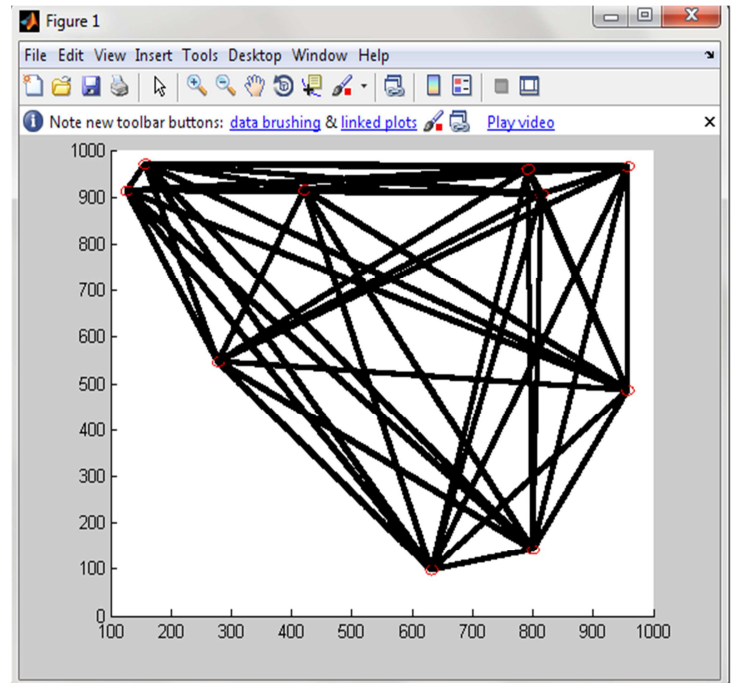 Figure 1
File Edit View Insert Tools Desktop Window Help
Note new toolbar buttons: data brushing & linked plots Play video
1000
900
800
700
600
500
400
300
200
100
0
100 200 300 400 500 600 700 800 900 1000